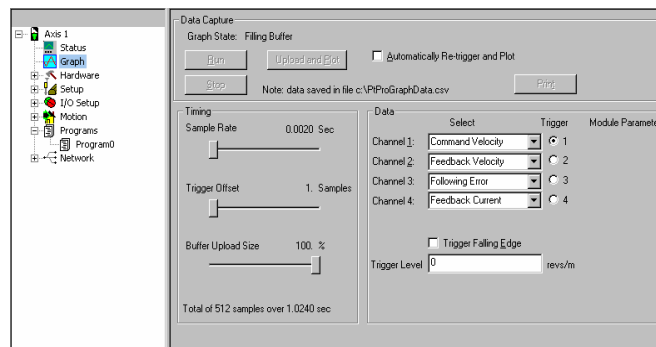 Axis 1
Status
Graph
Hardware
Setup
I/O Setup
Motion
Programs
Program0
Network
Data Capture
Graph State: Filling Buffer
Run
Upload and Plot
Automatically Re-trigger and Plot
Stop
Note: data saved in file c:\PtProGraphData.csv
Print
Timing
Sample Rate 0.0020 Sec
Trigger Offset 1. Samples
Buffer Upload Size 100. %
Total of 512 samples over 1.0240 sec
Data
Select Trigger Module Paramete
Channel 1: Command Velocity 1
Channel 2: Feedback Velocity 2
Channel 3: Following Error 3
Channel 4: Feedback Current 4
Trigger Falling Edge
Trigger Level 0 revs/m